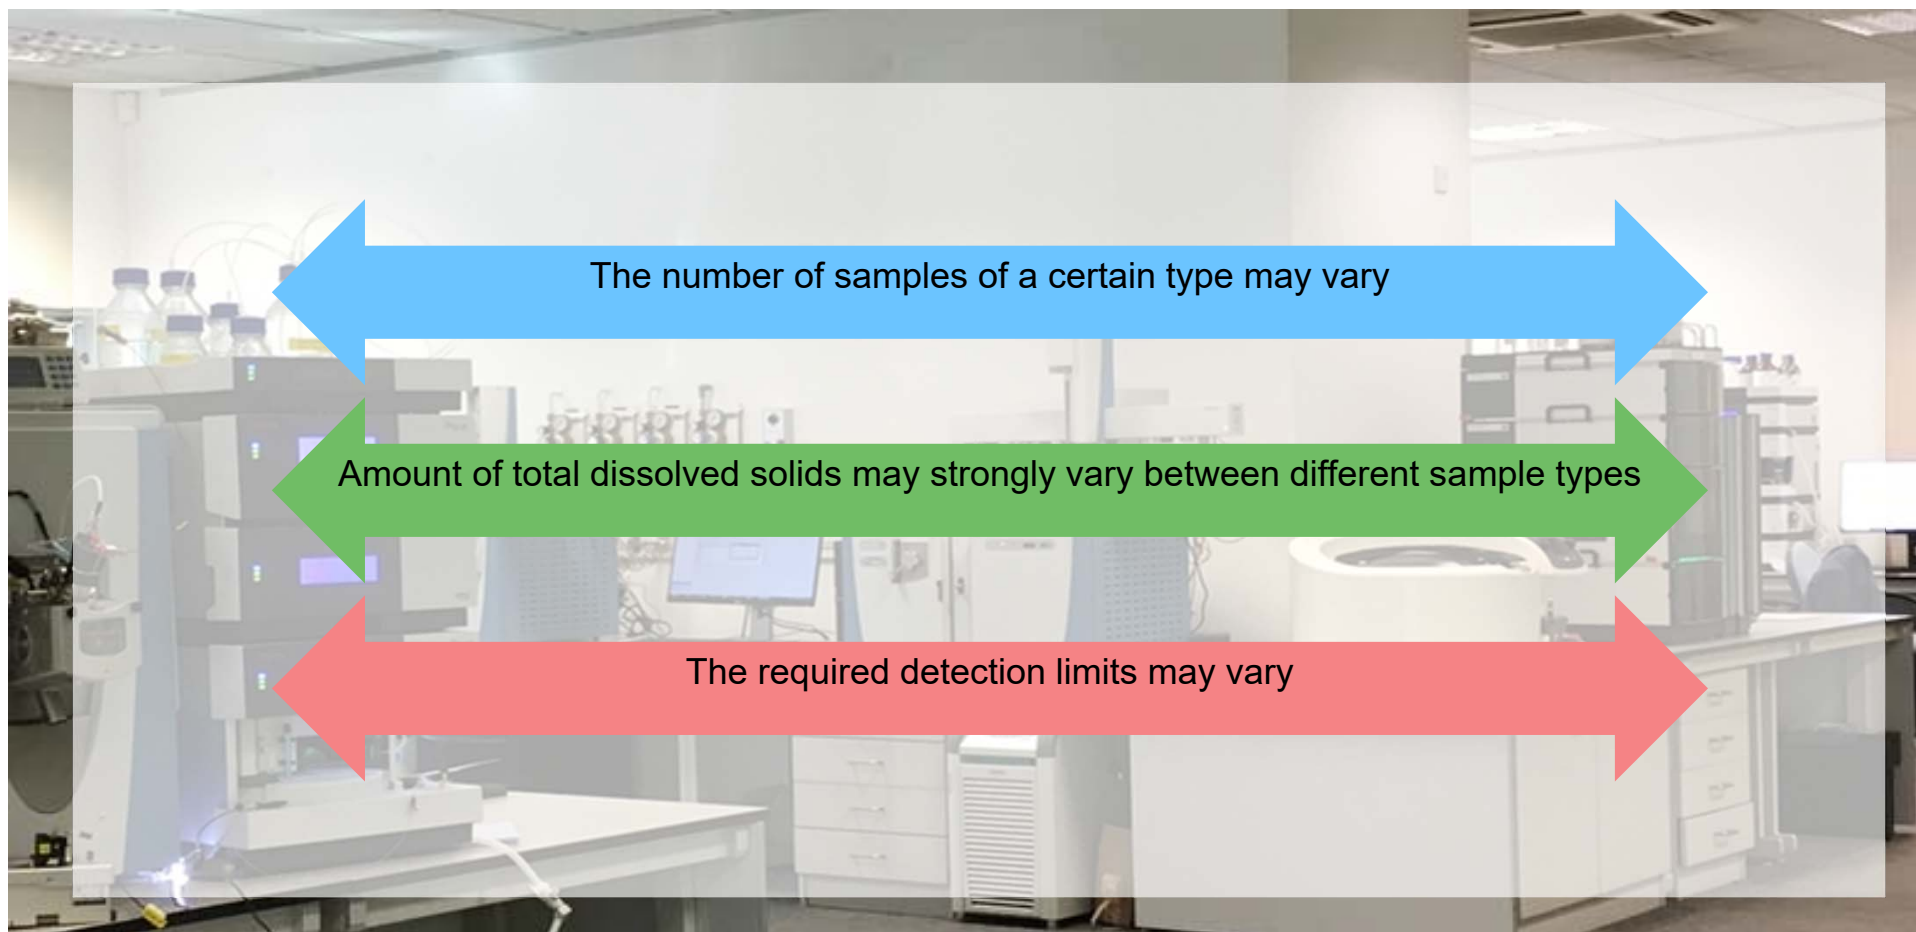 The number of samples of a certain type may vary
Amount of total dissolved solids may strongly vary between different sample types
The required detection limits may vary